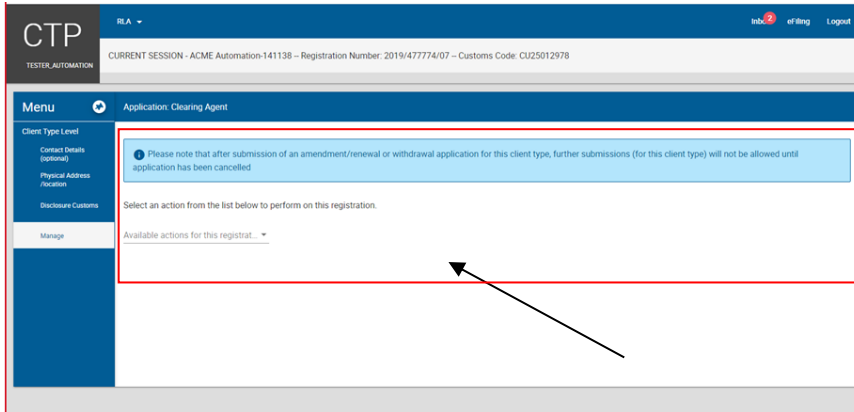 CTP
TESTER_AUTOMATION
RLA
2
eFiling
Logout
CURRENT SESSION - ACME Automation-141138 – Registration Number: 2019/477774/07 – Customs Code: CU25012978
Menu
Application: Clearing Agent
Client Type Level
Contact Details
(optional)
Physical Address
/location
Disclosure Customs
Manage
Please note that after submission of an amendment/renewal or withdrawal application for this client type, further submissions (for this client type) will not be allowed until
application has been cancelled
Select an action from the list below to perform on this registration.
Available actions for this registrat...